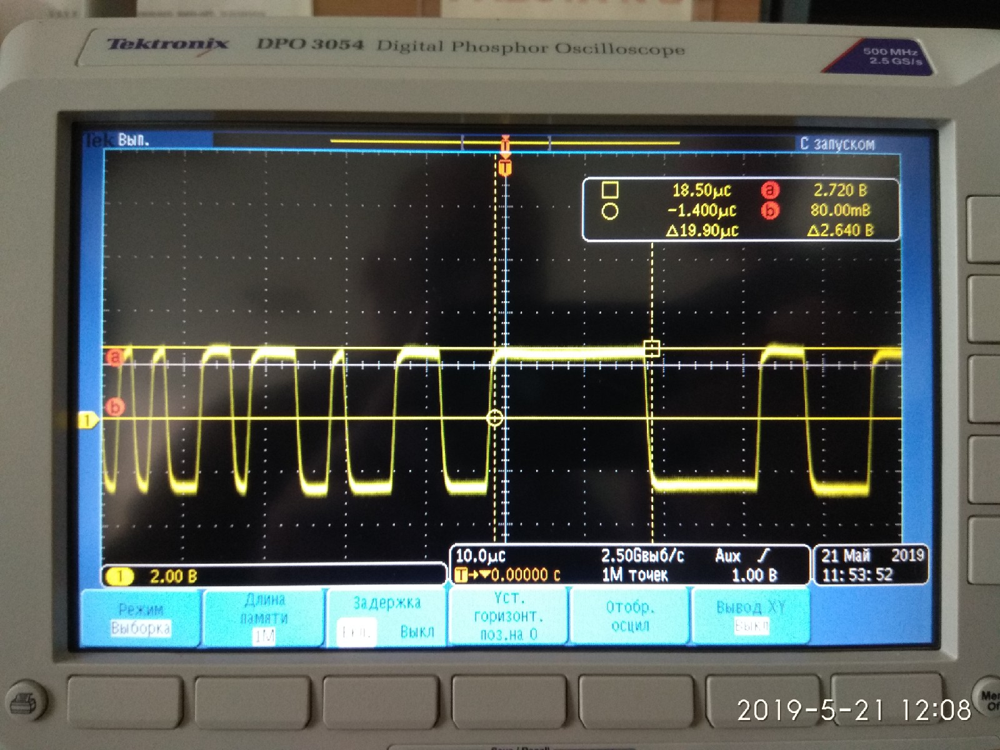 Tektronix DPO 3054 Digital Phosphor Oscilloscope
500 MHz
2.5 GS/s
Tek Вып.
С запуском
T
T
18.50µс a 2.720 В
-1.400µс b 80.00mВ
Δ19.90µс Δ2.640 В
a
b
1
10.0µс 2.50Gвыб/с Aux
T→▼0.00000 с 1M точек 1.00 В
21 Май 2019
11: 53: 52
1 2.00 В
Режим
Выборка
Длина
памяти
1M
Задержка
Вкл. Выкл
Уст.
горизонт.
поз.на 0
Отобр.
осцил
Вывод XY
Выкл
2019-5-21 12:08